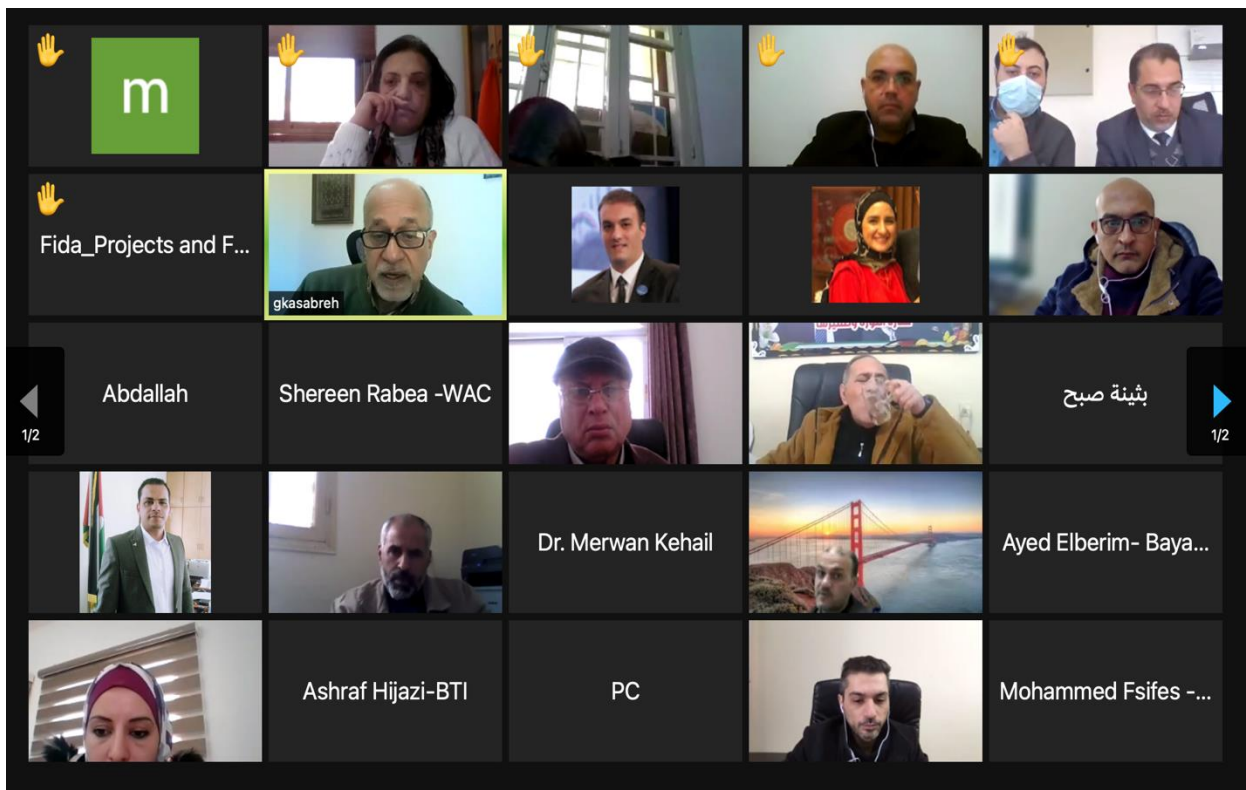 m
Fida_Projects and F...
gkasabreh
Abdallah
Shereen Rabea -WAC
بثينة صبح
1/2
1/2
Dr. Merwan Kehail
Ayed Elberim- Baya...
Ashraf Hijazi-BTI
PC
Mohammed Fsifes -...